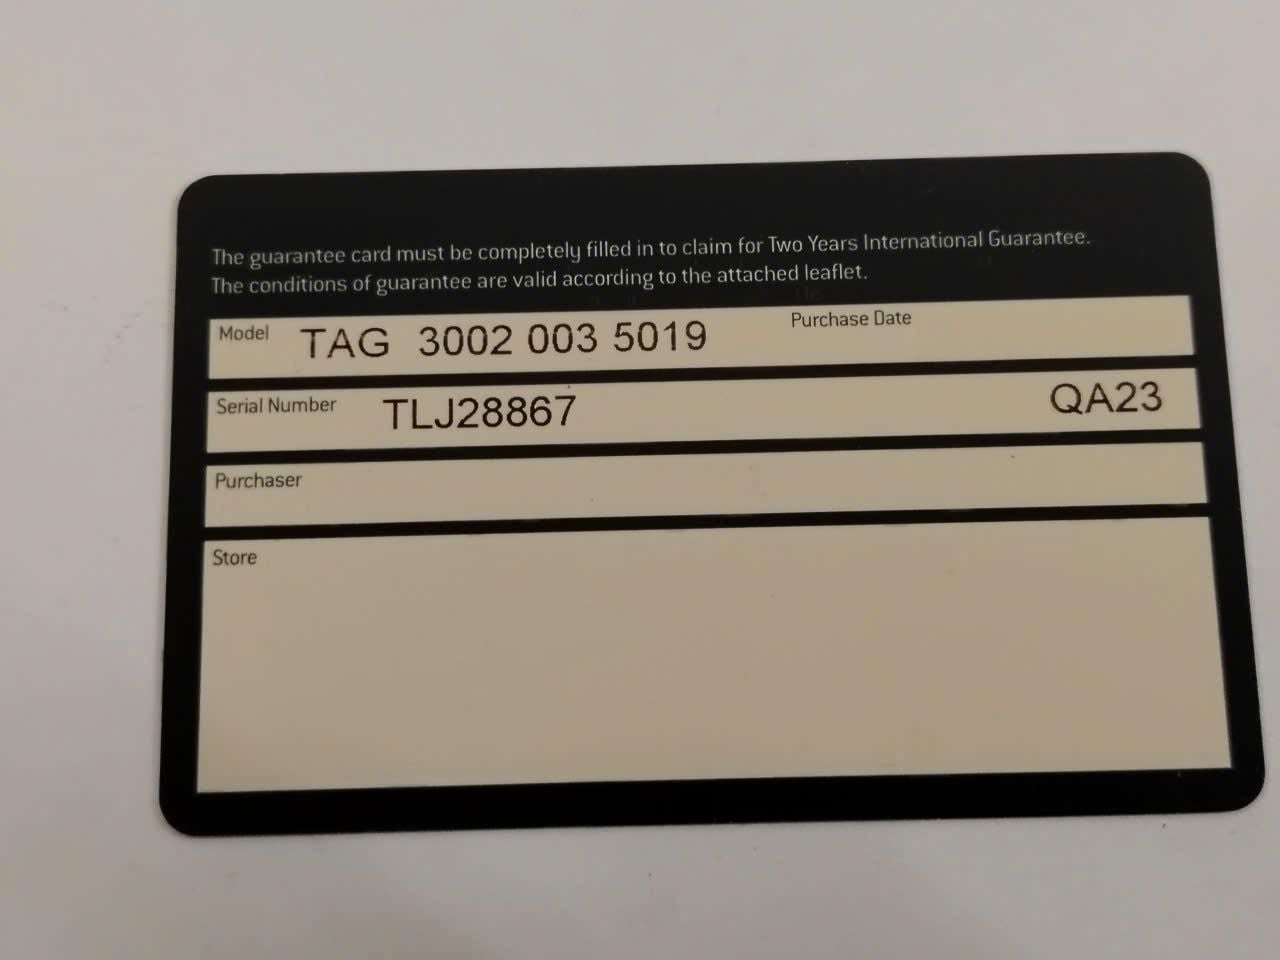 The guarantee card must be completely filled in to claim for Two Years International Guarantee.
The conditions of guarantee are valid according to the attached leaflet.
Model TAG 3002 003 5019 Purchase Date
Serial Number TLJ28867 QA23
Purchaser
Store